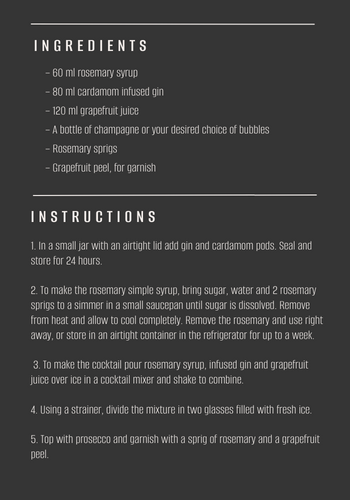 INGREDIENTS
– 60 ml rosemary syrup
– 80 ml cardamom infused gin
– 120 ml grapefruit juice
– A bottle of champagne or your desired choice of bubbles
– Rosemary sprigs
– Grapefruit peel, for garnish
INSTRUCTIONS
1. In a small jar with an airtight lid add gin and cardamom pods. Seal and
store for 24 hours.
2. To make the rosemary simple syrup, bring sugar, water and 2 rosemary
sprigs to a simmer in a small saucepan until sugar is dissolved. Remove
from heat and allow to cool completely. Remove the rosemary and use right
away, or store in an airtight container in the refrigerator for up to a week.
3. To make the cocktail pour rosemary syrup, infused gin and grapefruit
juice over ice in a cocktail mixer and shake to combine.
4. Using a strainer, divide the mixture in two glasses filled with fresh ice.
5. Top with prosecco and garnish with a sprig of rosemary and a grapefruit
peel.